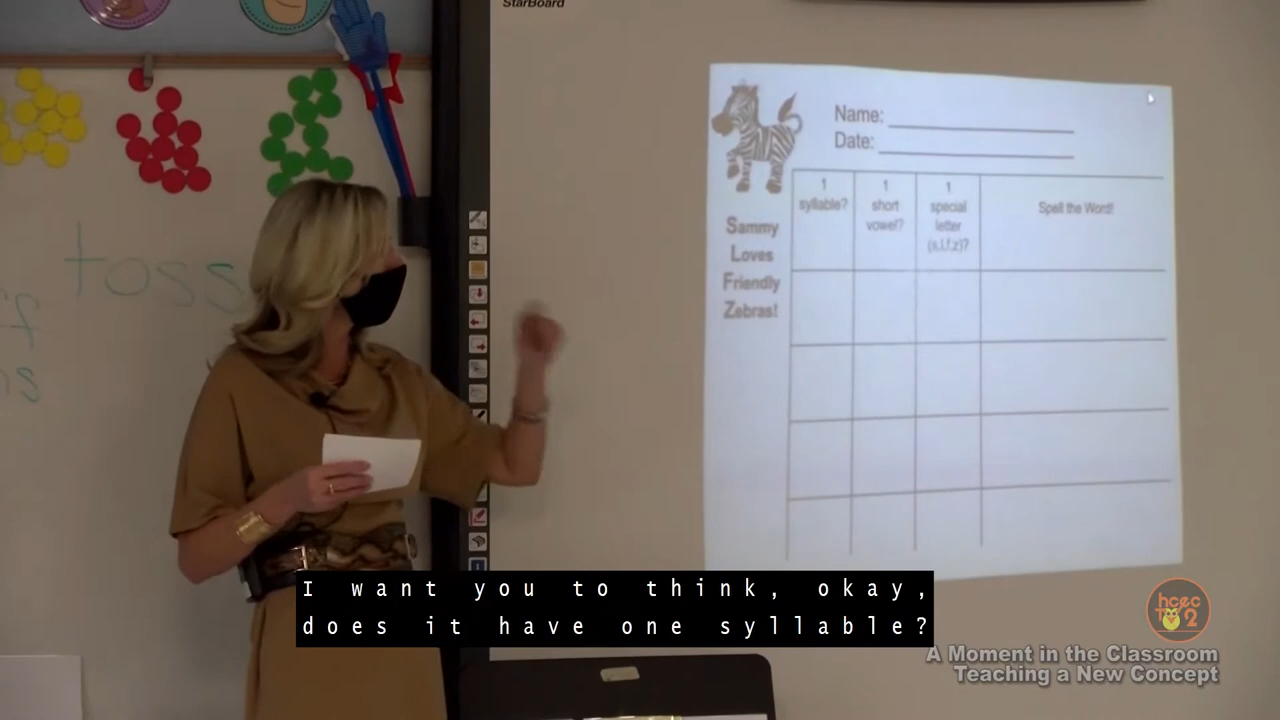 StarBoard
toss
Name:
Date:
1
syllable?
1
short
vowel?
1
special
letter
(s,l,f,z)?
Spell the Word!
Sammy
Loves
Friendly
Zebras!
I want you to think, okay,
does it have one syllable?
hcec
TV 2
A Moment in the Classroom
Teaching a New Concept